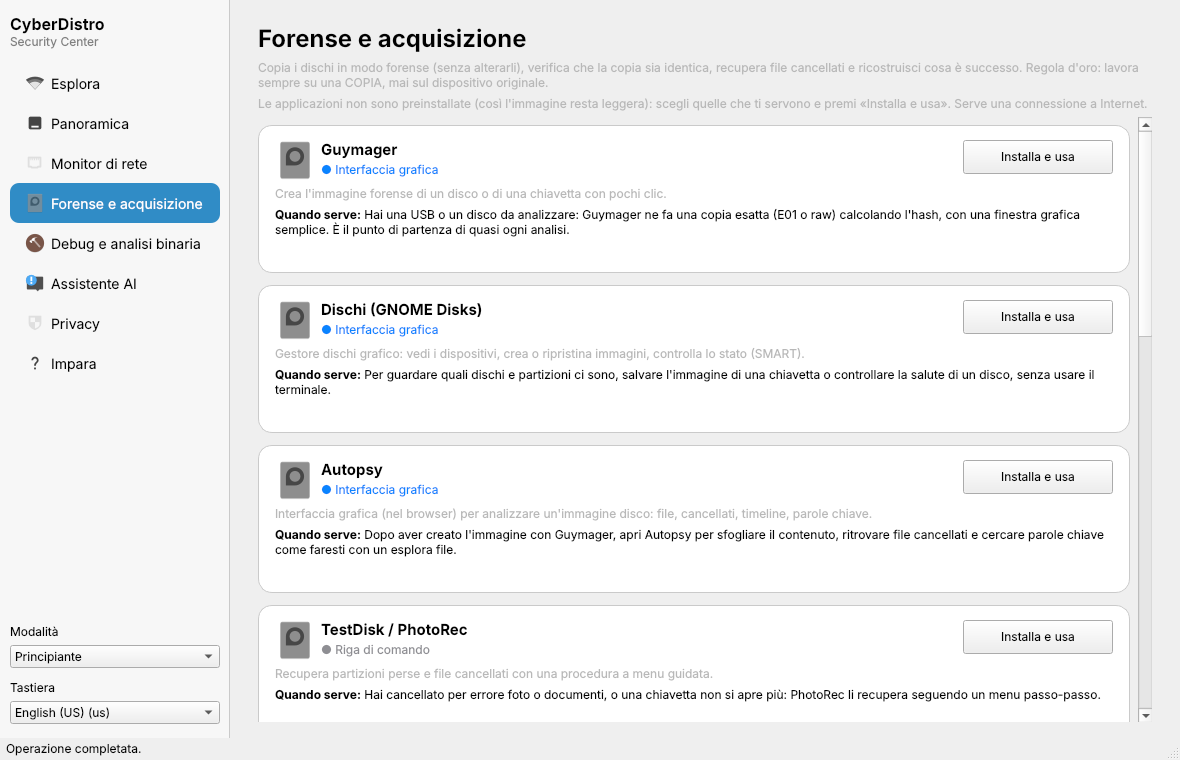 CyberDistro
Security Center
Esplora
Panoramica
Monitor di rete
Forense e acquisizione
Debug e analisi binaria
Assistente AI
Privacy
? Impara
Modalità
Principiante
Tastiera
English (US) (us)
Operazione completata.
Forense e acquisizione
Copia i dischi in modo forense (senza alterarli), verifica che la copia sia identica, recupera file cancellati e ricostruisci cosa è successo. Regola d'oro: lavora
sempre su una COPIA, mai sul dispositivo originale.
Le applicazioni non sono preinstallate (così l'immagine resta leggera): scegli quelle che ti servono e premi «Installa e usa». Serve una connessione a Internet.
Guymager
Interfaccia grafica
Installa e usa
Crea l'immagine forense di un disco o di una chiavetta con pochi clic.
Quando serve: Hai una USB o un disco da analizzare: Guymager ne fa una copia esatta (E01 o raw) calcolando l'hash, con una finestra grafica
semplice. È il punto di partenza di quasi ogni analisi.
Dischi (GNOME Disks)
Interfaccia grafica
Installa e usa
Gestore dischi grafico: vedi i dispositivi, crea o ripristina immagini, controlla lo stato (SMART).
Quando serve: Per guardare quali dischi e partizioni ci sono, salvare l'immagine di una chiavetta o controllare la salute di un disco, senza usare il
terminale.
Autopsy
Interfaccia grafica
Installa e usa
Interfaccia grafica (nel browser) per analizzare un'immagine disco: file, cancellati, timeline, parole chiave.
Quando serve: Dopo aver creato l'immagine con Guymager, apri Autopsy per sfogliare il contenuto, ritrovare file cancellati e cercare parole chiave
come faresti con un esplora file.
TestDisk / PhotoRec
Riga di comando
Installa e usa
Recupera partizioni perse e file cancellati con una procedura a menu guidata.
Quando serve: Hai cancellato per errore foto o documenti, o una chiavetta non si apre più: PhotoRec li recupera seguendo un menu passo-passo.